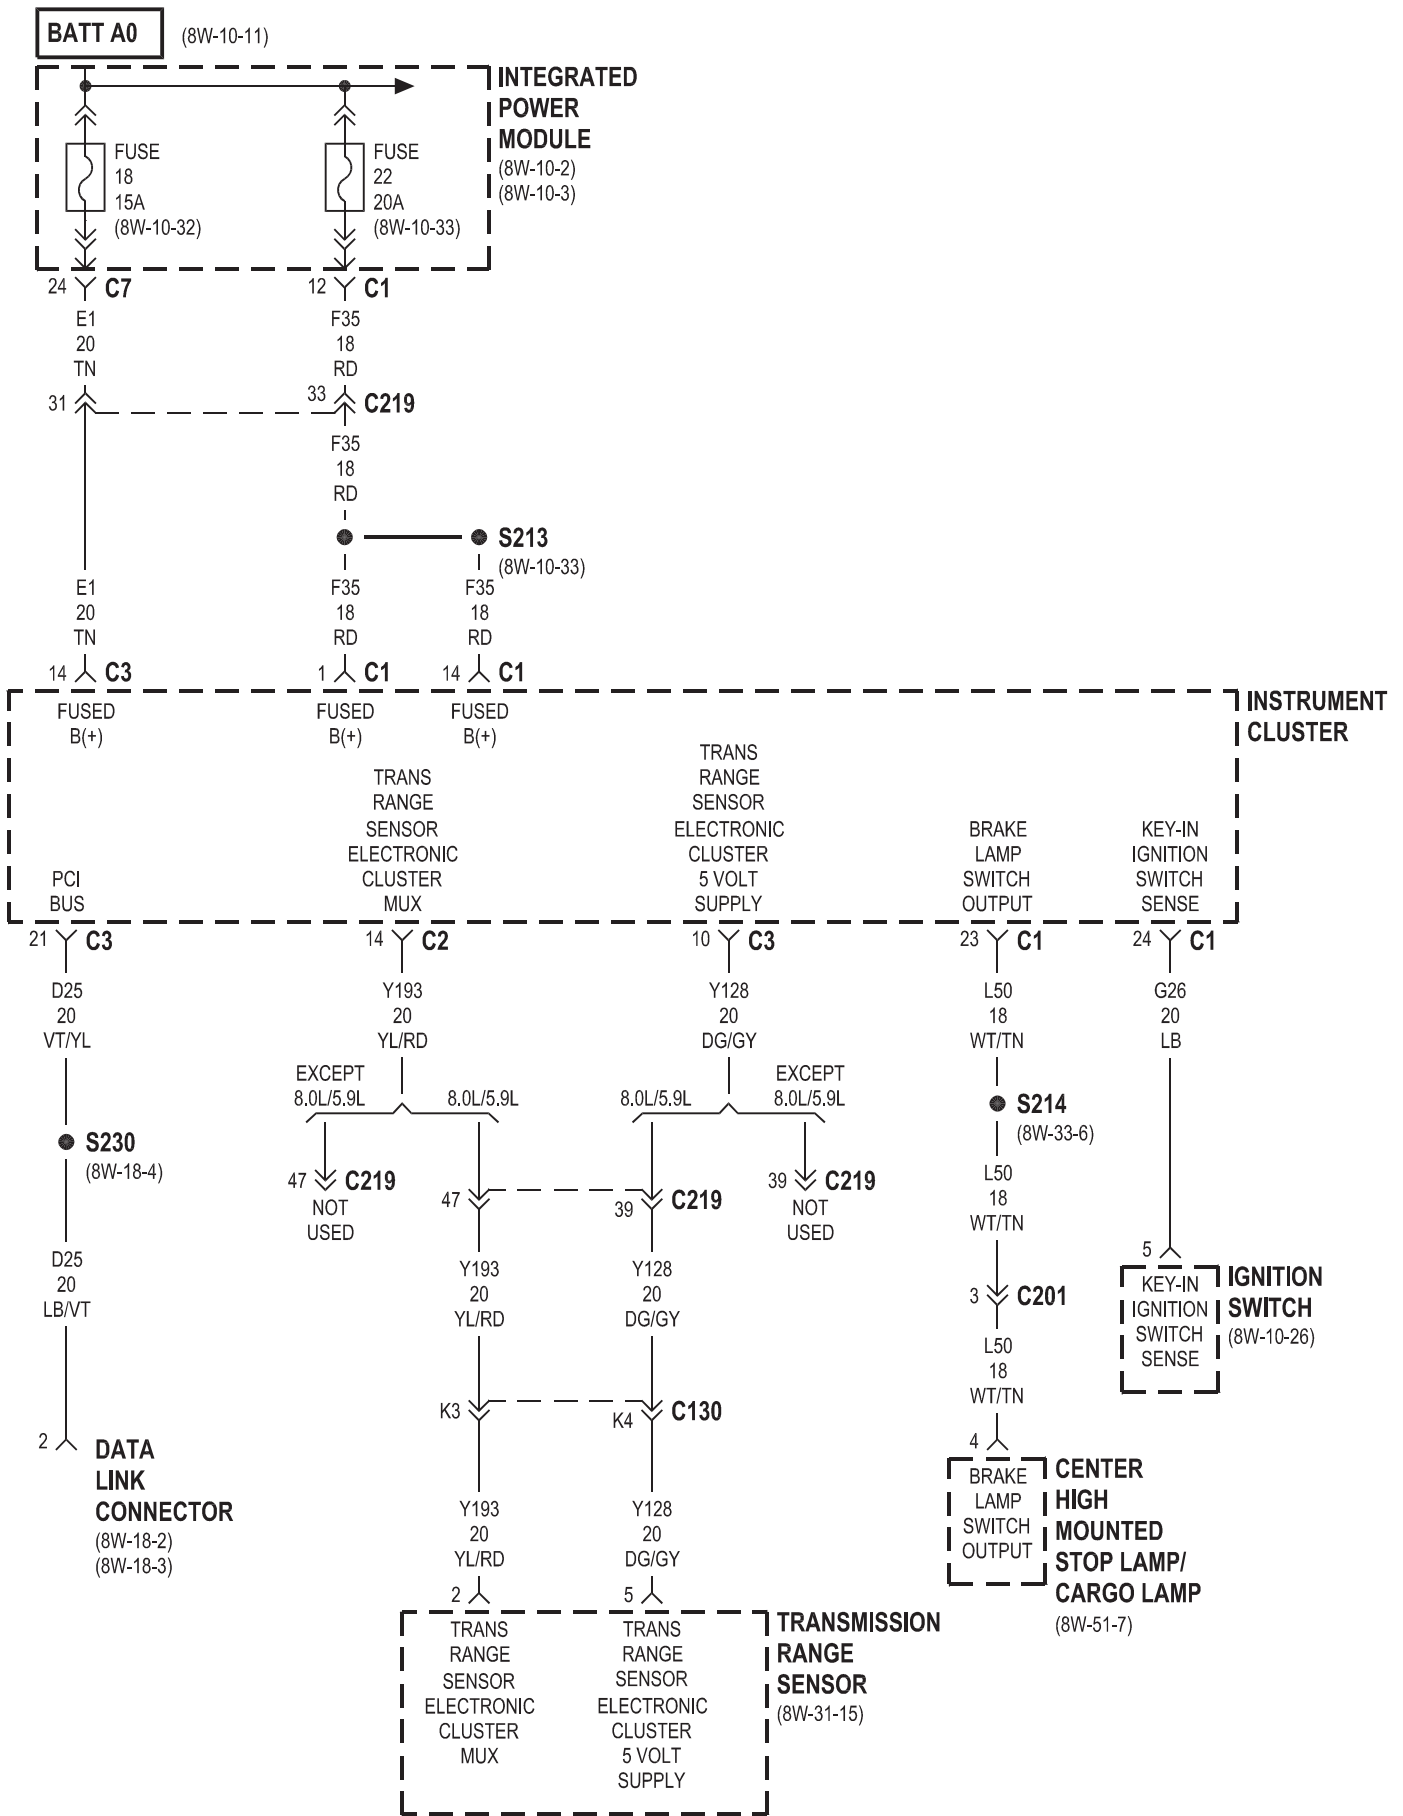 BATT A0 (8W-10-11)
INTEGRATED
POWER
MODULE
(8W-10-2)
(8W-10-3)
FUSE
18
15A
(8W-10-32)
FUSE
22
20A
(8W-10-33)
24 C7
12 C1
E1
20
TN
F35
18
RD
31
33 C219
F35
18
RD
S213
(8W-10-33)
E1
20
TN
F35
18
RD
F35
18
RD
14 C3
1 C1
14 C1
INSTRUMENT
CLUSTER
FUSED
B(+)
FUSED
B(+)
FUSED
B(+)
PCI
BUS
TRANS
RANGE
SENSOR
ELECTRONIC
CLUSTER
MUX
TRANS
RANGE
SENSOR
ELECTRONIC
CLUSTER
5 VOLT
SUPPLY
BRAKE
LAMP
SWITCH
OUTPUT
KEY-IN
IGNITION
SWITCH
SENSE
21 C3
14 C2
10 C3
23 C1
24 C1
D25
20
VT/YL
Y193
20
YL/RD
Y128
20
DG/GY
L50
18
WT/TN
G26
20
LB
EXCEPT
8.0L/5.9L
8.0L/5.9L
8.0L/5.9L
EXCEPT
8.0L/5.9L
S214
(8W-33-6)
S230
(8W-18-4)
47 C219
NOT
USED
47
39 C219
39 C219
NOT
USED
L50
18
WT/TN
D25
20
LB/VT
Y193
20
YL/RD
Y128
20
DG/GY
3 C201
5
KEY-IN
IGNITION
SWITCH
SENSE
IGNITION
SWITCH
(8W-10-26)
L50
18
WT/TN
K3
K4 C130
2
DATA
LINK
CONNECTOR
(8W-18-2)
(8W-18-3)
4
BRAKE
LAMP
SWITCH
OUTPUT
CENTER
HIGH
MOUNTED
STOP LAMP/
CARGO LAMP
(8W-51-7)
Y193
20
YL/RD
Y128
20
DG/GY
2
5
TRANS
RANGE
SENSOR
ELECTRONIC
CLUSTER
MUX
TRANS
RANGE
SENSOR
ELECTRONIC
CLUSTER
5 VOLT
SUPPLY
TRANSMISSION
RANGE
SENSOR
(8W-31-15)